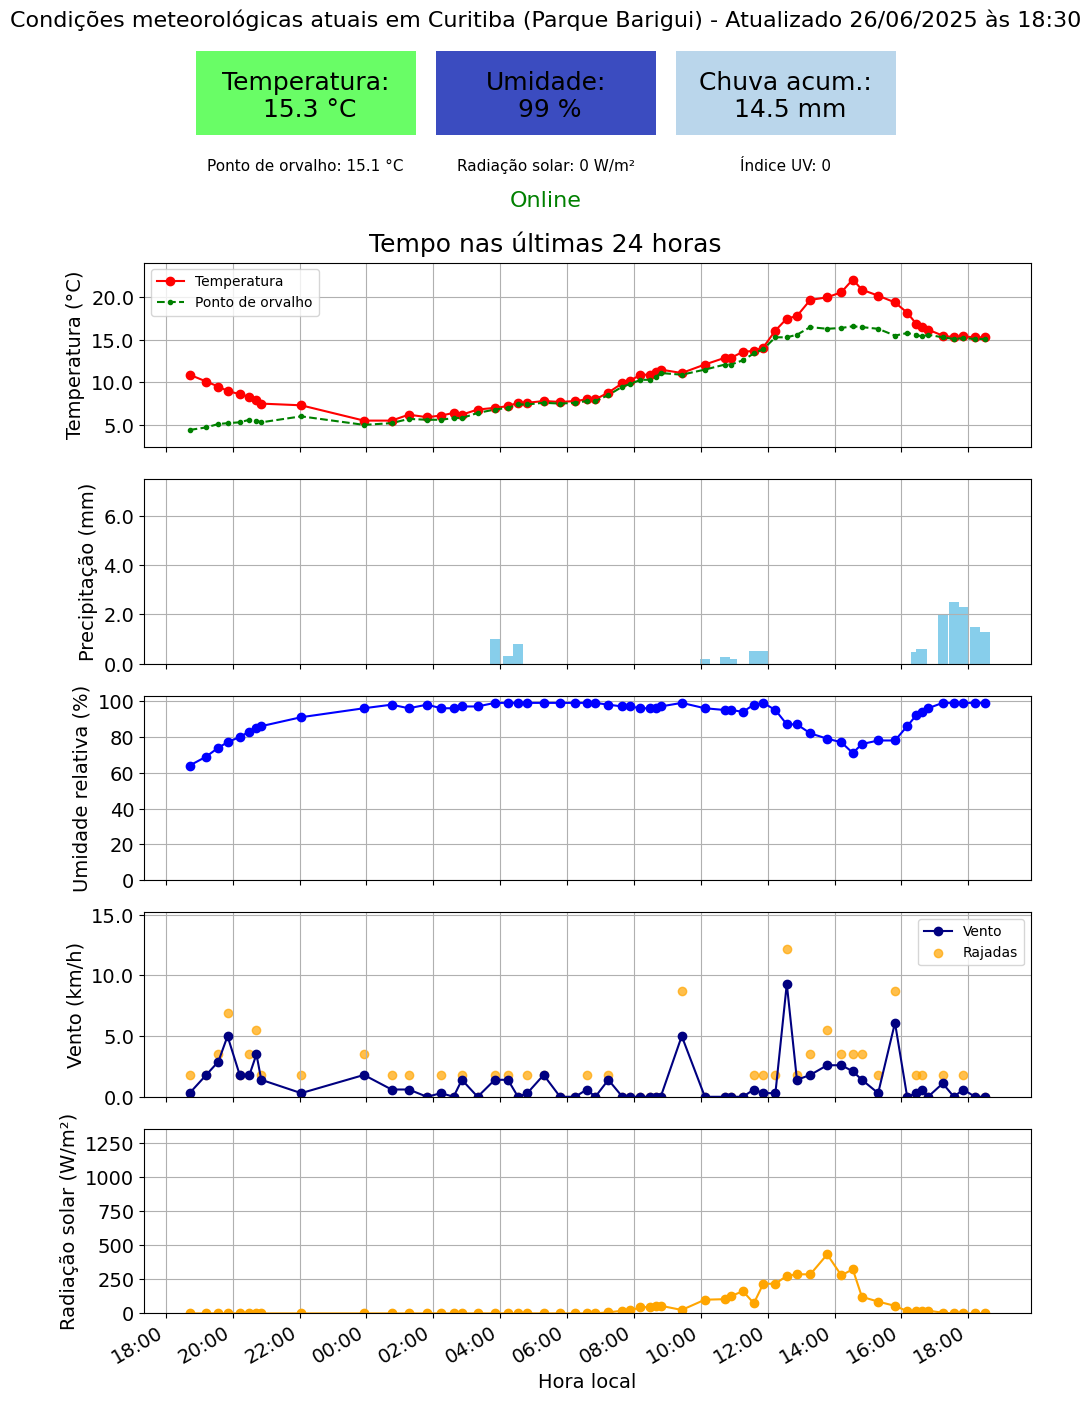 Condições meteorológicas atuais em Curitiba (Parque Barigui) - Atualizado 26/06/2025 às 18:30
Temperatura:
15.3 °C
Umidade:
99 %
Chuva acum.:
14.5 mm
Ponto de orvalho: 15.1 °C
Radiação solar: 0 W/m²
Índice UV: 0
Online
Tempo nas últimas 24 horas
Temperatura (°C)
20.0
15.0
10.0
5.0
Temperatura
Ponto de orvalho
Precipitação (mm)
6.0
4.0
2.0
0.0
Umidade relativa (%)
100
80
60
40
20
0
Vento (km/h)
15.0
10.0
5.0
0.0
Vento
Rajadas
Radiação solar (W/m²)
1250
1000
750
500
250
0
18:00
20:00
22:00
00:00
02:00
04:00
06:00
08:00
10:00
12:00
14:00
16:00
18:00
Hora local